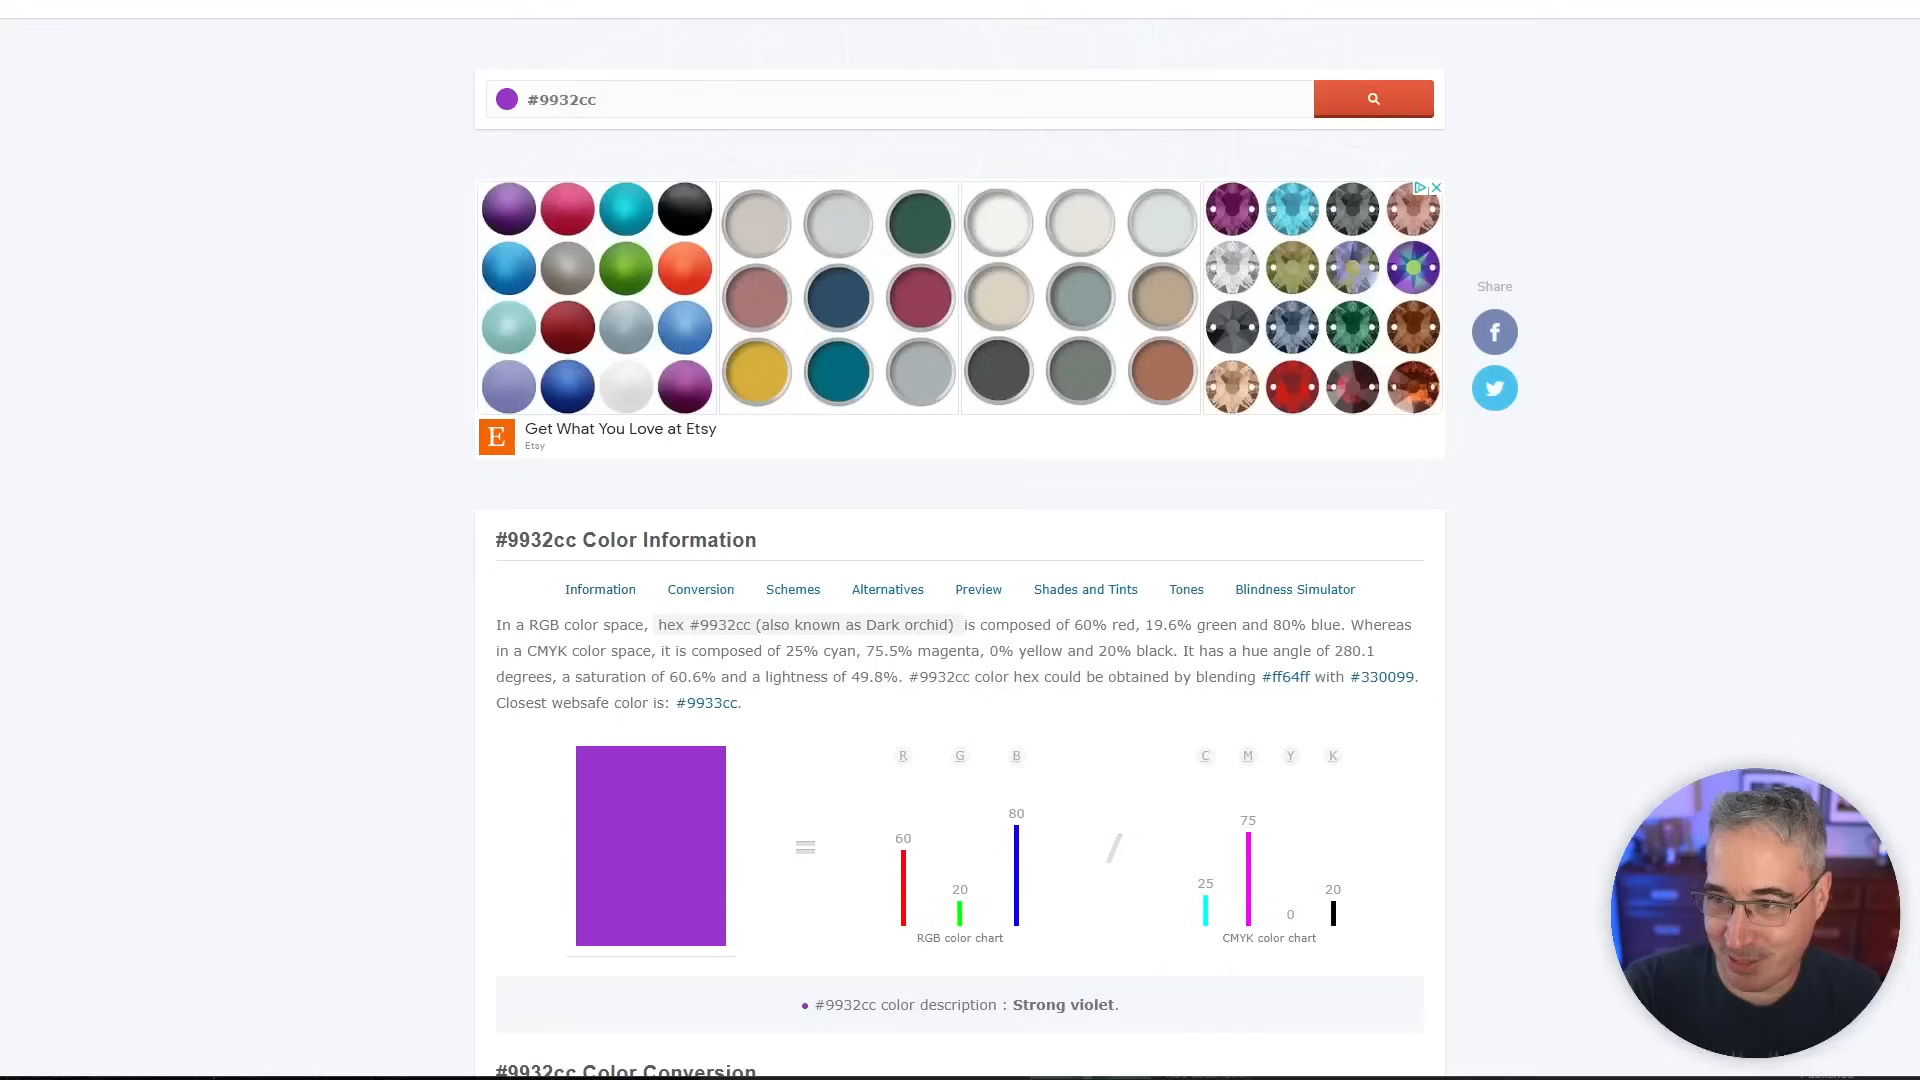 #9932cc
Share
E
Get What You Love at Etsy
Etsy
#9932cc Color Information
Information Conversion Schemes Alternatives Preview Shades and Tints Tones Blindness Simulator
In a RGB color space, hex #9932cc (also known as Dark orchid) is composed of 60% red, 19.6% green and 80% blue. Whereas
in a CMYK color space, it is composed of 25% cyan, 75.5% magenta, 0% yellow and 20% black. It has a hue angle of 280.1
degrees, a saturation of 60.6% and a lightness of 49.8%. #9932cc color hex could be obtained by blending #ff64ff with #330099.
Closest websafe color is: #9933cc.
R G B C M Y K
60 20 80 25 75 0 20
RGB color chart CMYK color chart
#9932cc color description : Strong violet.
#9932cc Color Conversion